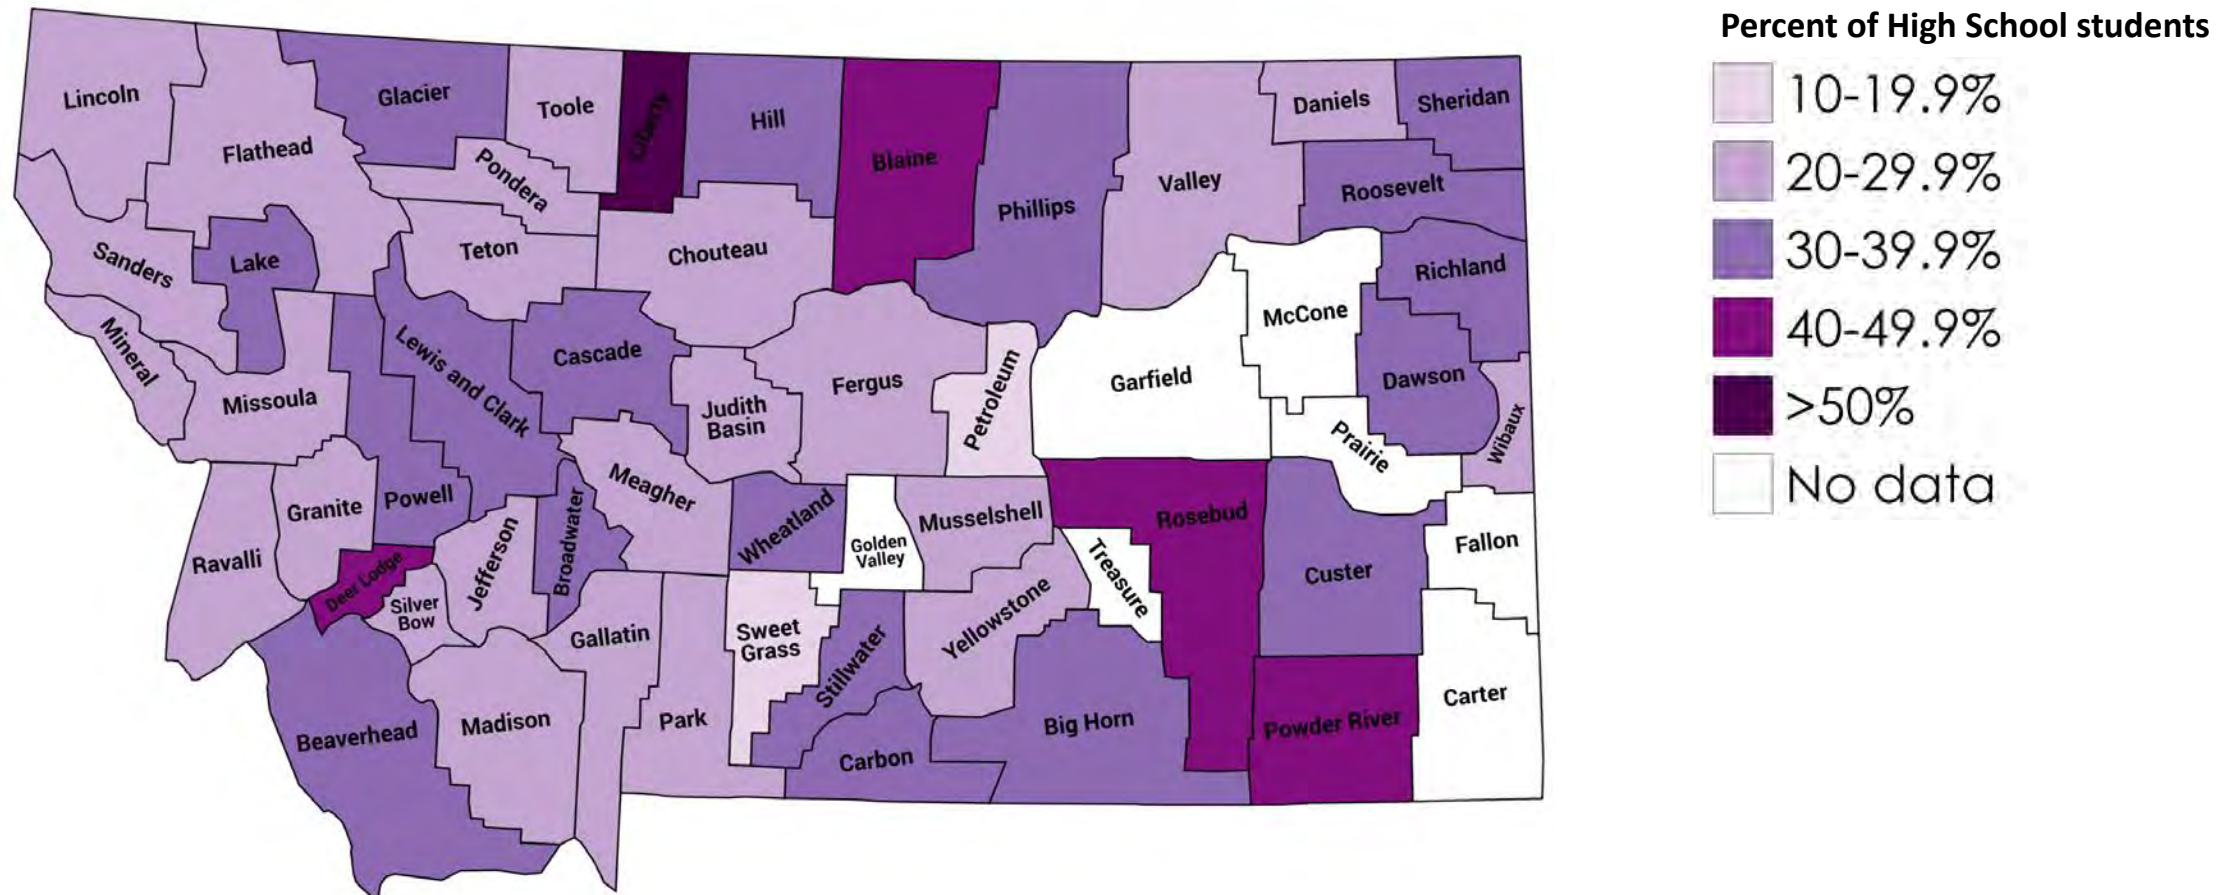 Percent of High School students
10-19.9%
20-29.9%
30-39.9%
40-49.9%
>50%
No data
Lincoln
Flathead
Glacier
Toole
Liberty
Hill
Blaine
Phillips
Valley
Daniels
Sheridan
Roosevelt
Pondera
Sanders
Lake
Teton
Chouteau
Richland
McCone
Mineral
Missoula
Lewis and Clark
Cascade
Judith
Basin
Fergus
Petroleum
Garfield
Dawson
Wibaux
Prairie
Ravalli
Granite
Powell
Meagher
Wheatland
Golden
Valley
Musselshell
Rosebud
Treasure
Custer
Fallon
Deer Lodge
Silver
Bow
Jefferson
Broadwater
Gallatin
Sweet
Grass
Stillwater
Yellowstone
Beaverhead
Madison
Park
Carbon
Big Horn
Powder River
Carter